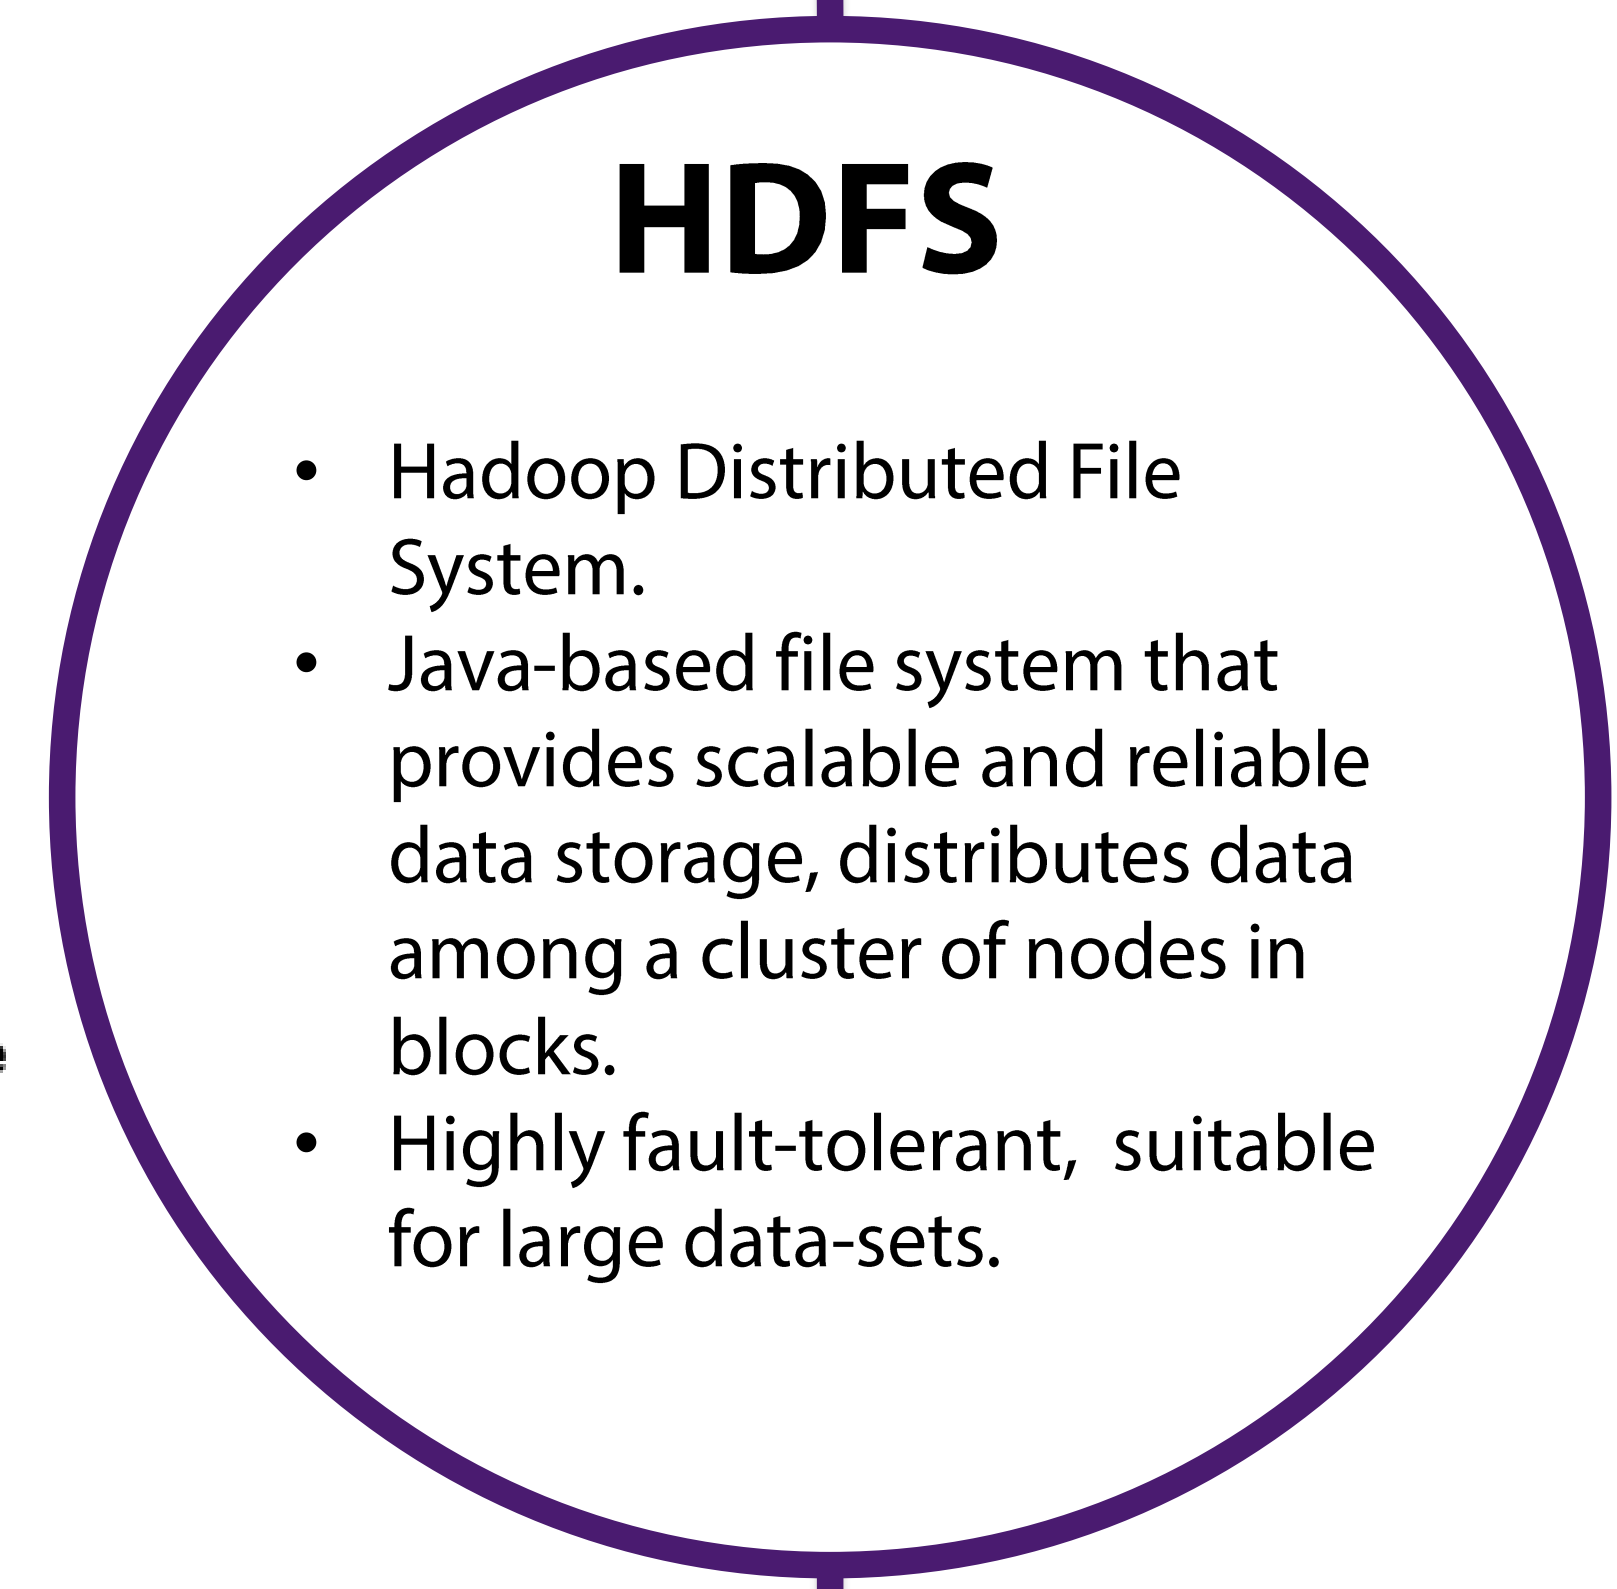 HDFS
• Hadoop Distributed File
System.
• Java-based file system that
provides scalable and reliable
data storage, distributes data
among a cluster of nodes in
blocks.
• Highly fault-tolerant,  suitable
for large data-sets.